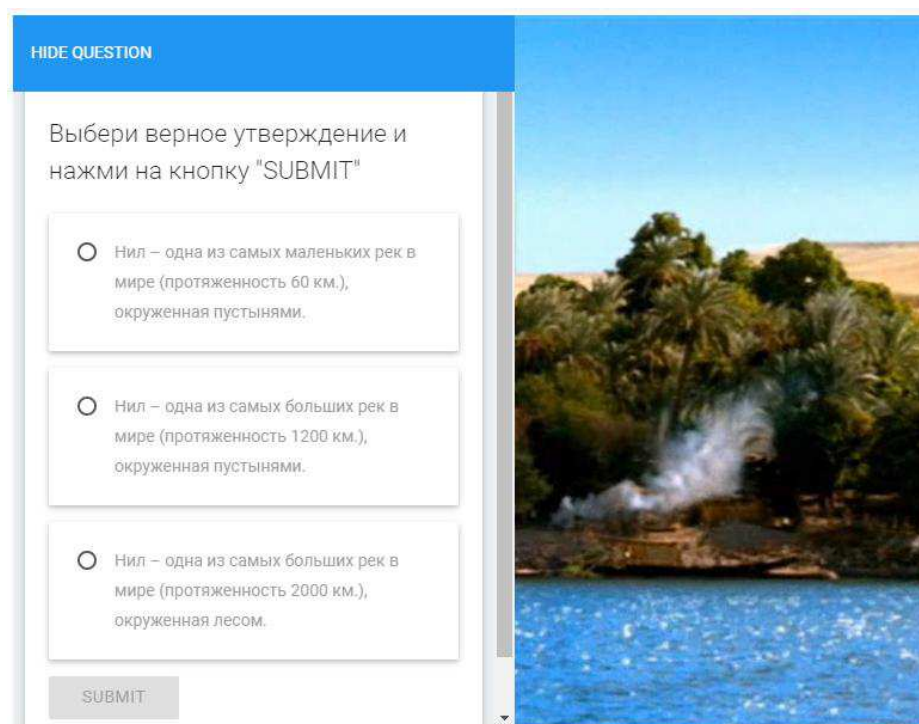 HIDE QUESTION
Выбери верное утверждение и
нажми на кнопку "SUBMIT"
Нил – одна из самых маленьких рек в
мире (протяженность 60 км.),
окруженная пустынями.
Нил – одна из самых больших рек в
мире (протяженность 1200 км.),
окруженная пустынями.
Нил – одна из самых больших рек в
мире (протяженность 2000 км.),
окруженная лесом.
SUBMIT